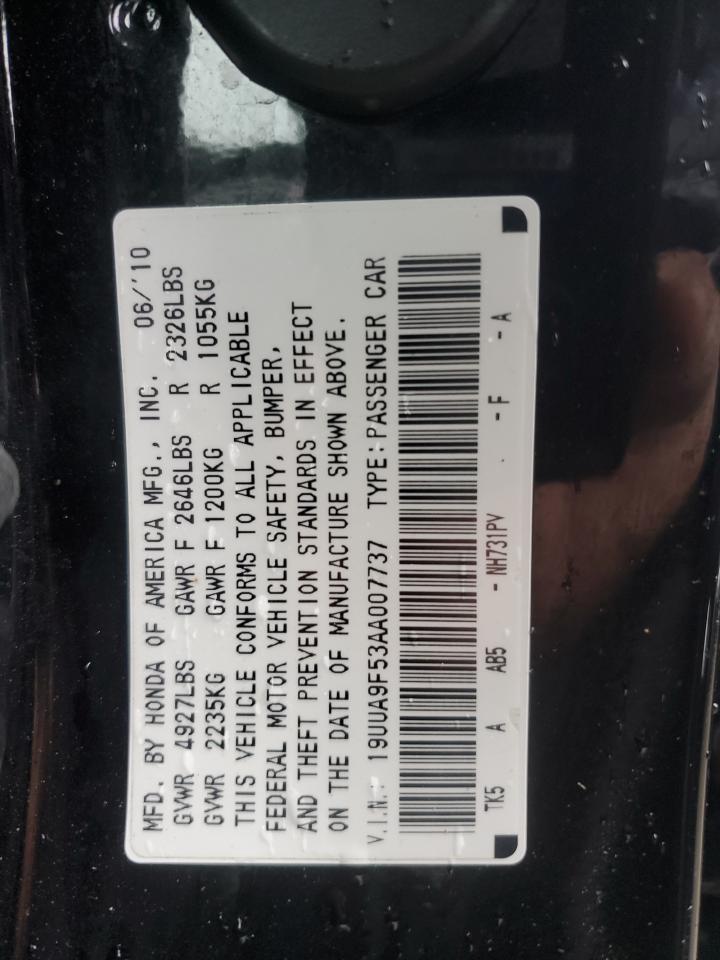 MFD. BY HONDA OF AMERICA MFG., INC. 06/'10
GVWR 4927LBS GAWR F 2646LBS R 2326LBS
GVWR 2235KG GAWR F 1200KG R 1055KG
THIS VEHICLE CONFORMS TO ALL APPLICABLE
FEDERAL MOTOR VEHICLE SAFETY, BUMPER,
AND THEFT PREVENTION STANDARDS IN EFFECT
ON THE DATE OF MANUFACTURE SHOWN ABOVE.
V.I.N.: 19UUA9F53AA007737 TYPE:PASSENGER CAR
TK5 A AB5 - NH731PV - F - A